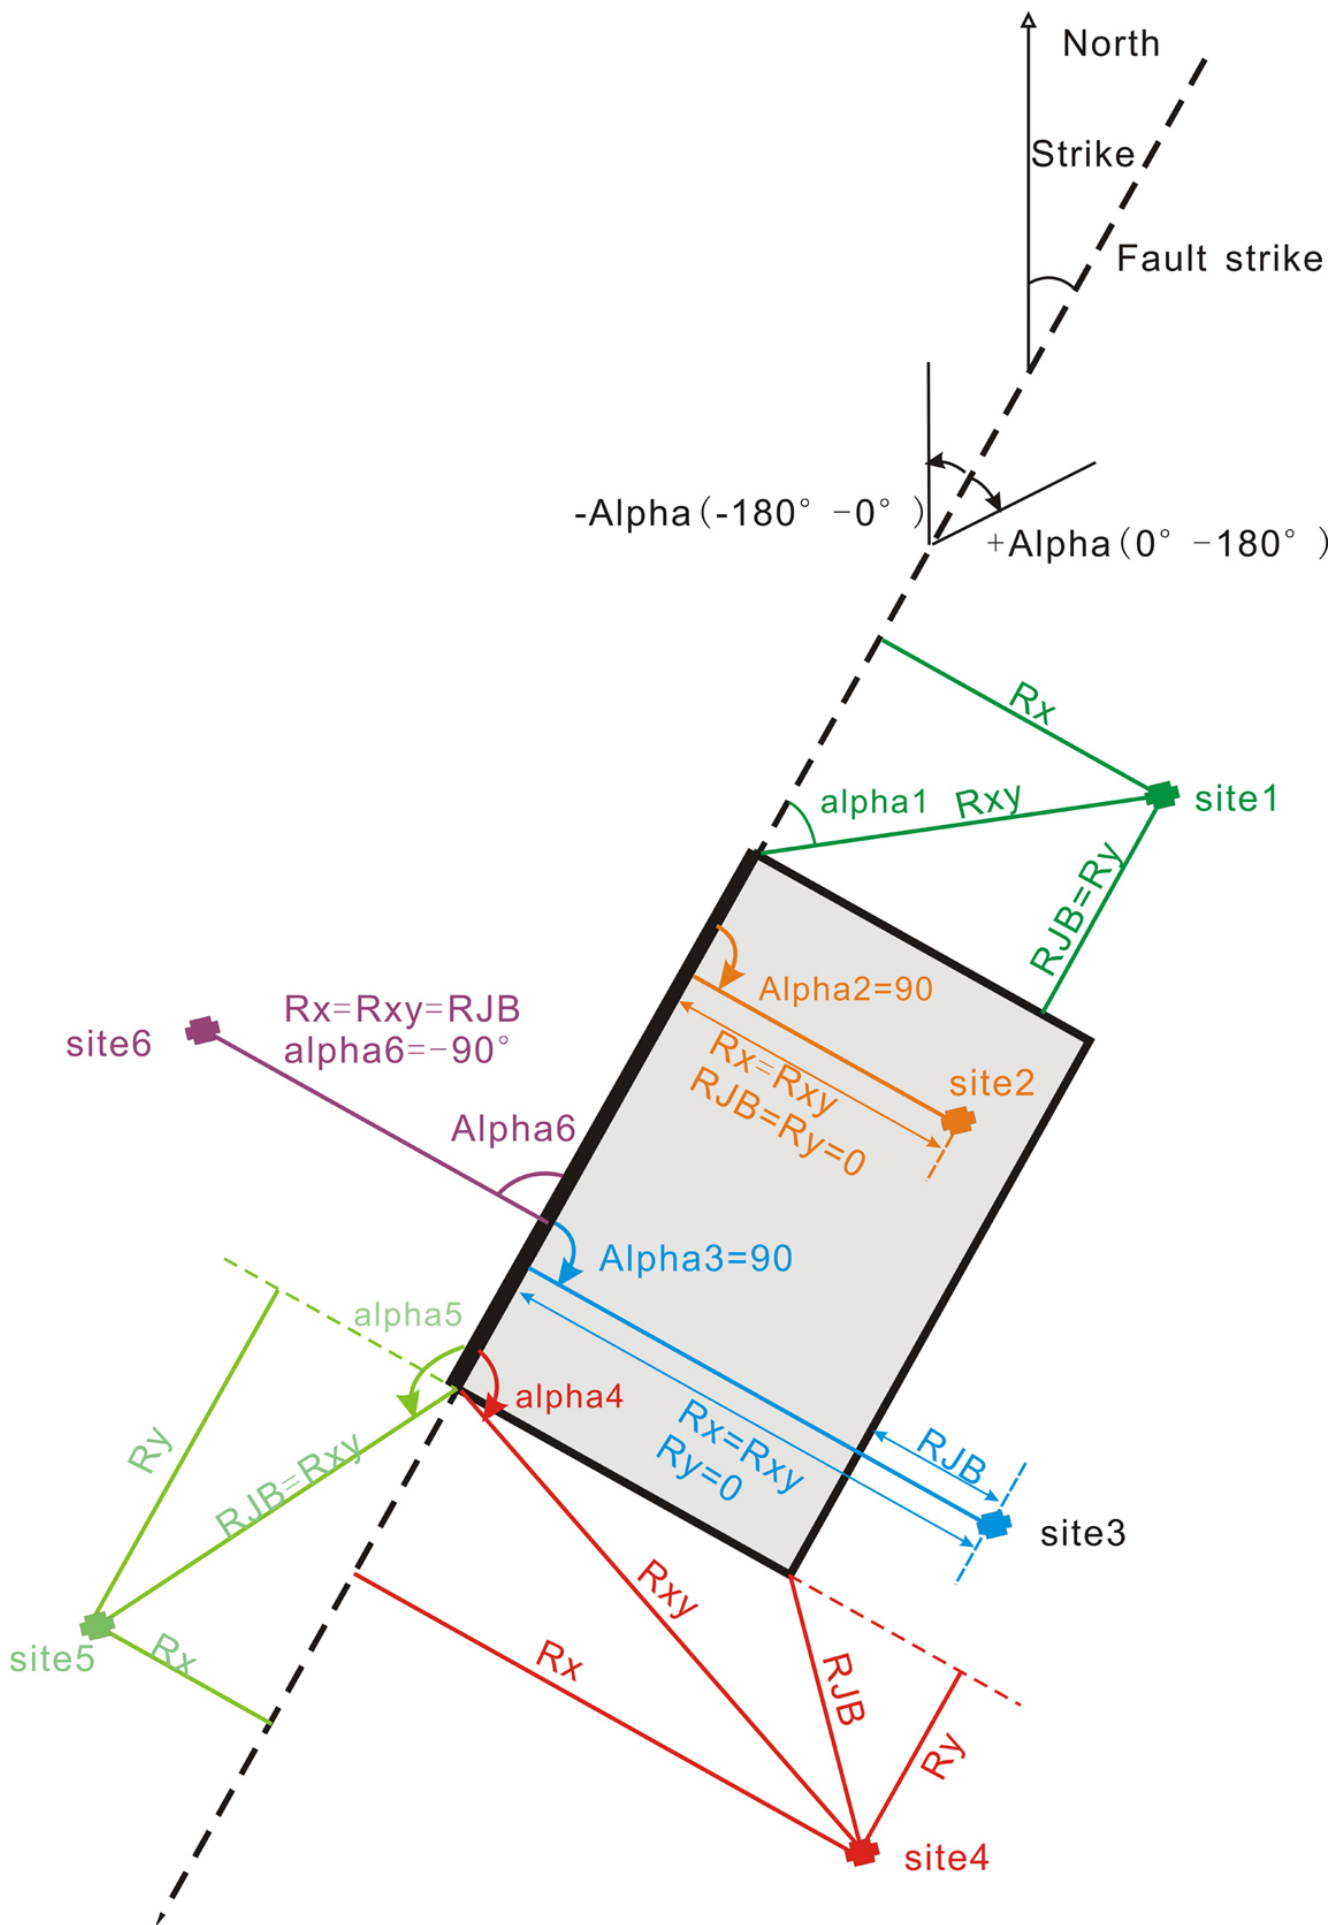 North
Strike
Fault strike
-Alpha(-180° -0° )
+Alpha(0° -180° )
Rx
alpha1
Rxy
site1
RJB=Ry
Alpha2=90
Rx=Rxy
RJB=Ry=0
site2
Rx=Rxy=RJB
alpha6=-90°
site6
Alpha6
Alpha3=90
alpha5
alpha4
Rx=Rxy
Ry=0
RJB
site3
Ry
RJB=Rxy
site5
Rx
Rxy
Rx
RJB
Ry
site4